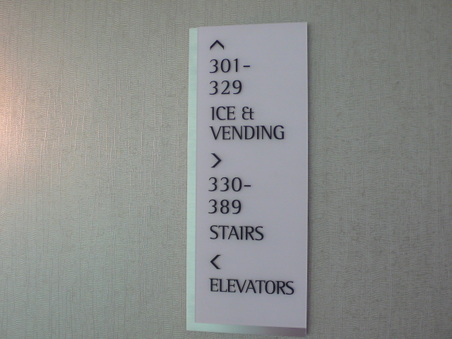 ^
301-
329
ICE &
VENDING
>
330-
389
STAIRS
<
ELEVATORS